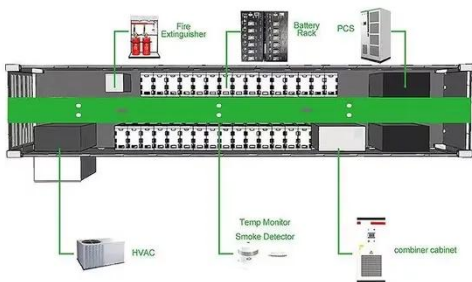 Fire
Extinguisher
Battery
Rack
PCS
HVAC
Temp Monitor
Smoke Detector
combiner cabinet